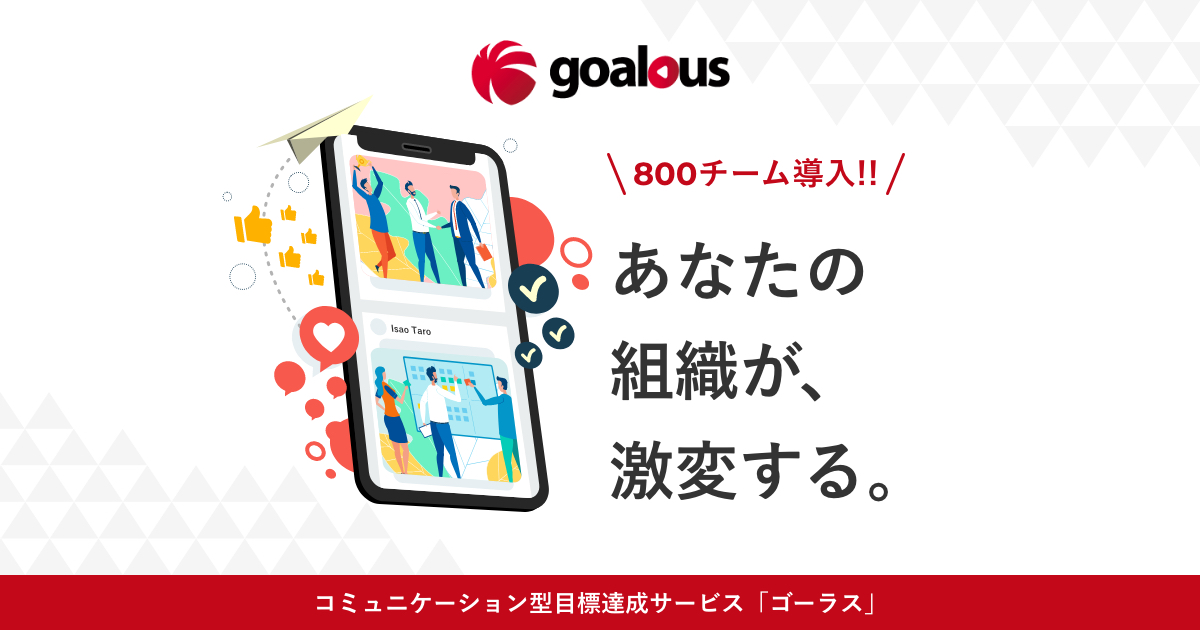 goalous
\ 800チーム導入!! /
あなたの
組織が、
激変する。
Isao Taro
コミュニケーション型目標達成サービス「ゴーラス」